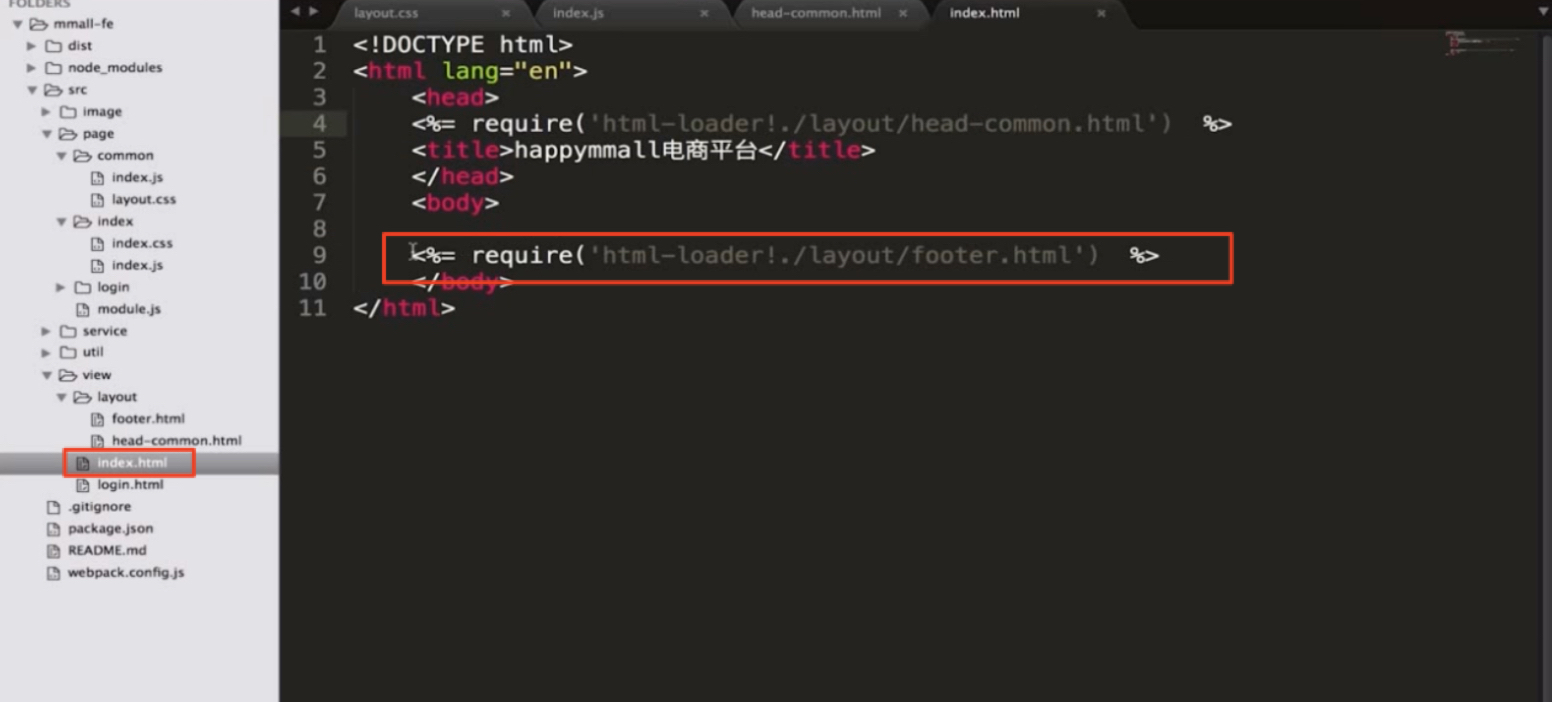 FOLDERS
mmall-fe
dist
node_modules
src
image
page
common
index.js
layout.css
index
index.css
index.js
login
module.js
service
util
view
layout
footer.html
head-common.html
index.html
login.html
.gitignore
package.json
README.md
webpack.config.js
layout.css × index.js × head-common.html × index.html ×
1 <!DOCTYPE html>
2 <html lang="en">
3 <head>
4 <%= require('html-loader!./layout/head-common.html') %>
5 <title>happymmall电商平台</title>
6 </head>
7 <body>
8
9 <%= require('html-loader!./layout/footer.html') %>
10 </body>
11 </html>